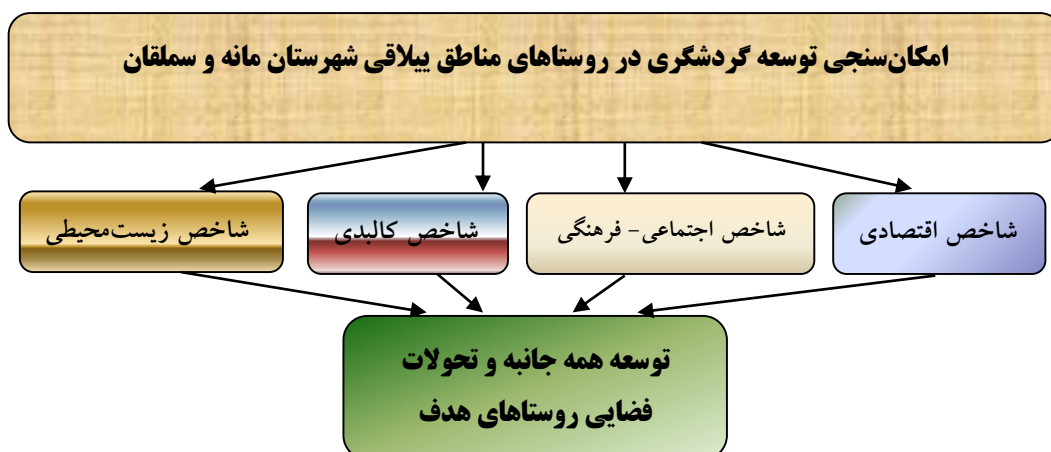 امکان‌سنجی توسعه گردشگری در روستاهای مناطق ییلاقی شهرستان مانه و سملقان
شاخص اقتصادی
شاخص اجتماعی- فرهنگی
شاخص کالبدی
شاخص زیست‌محیطی
توسعه همه جانبه و تحولات
فضایی روستاهای هدف